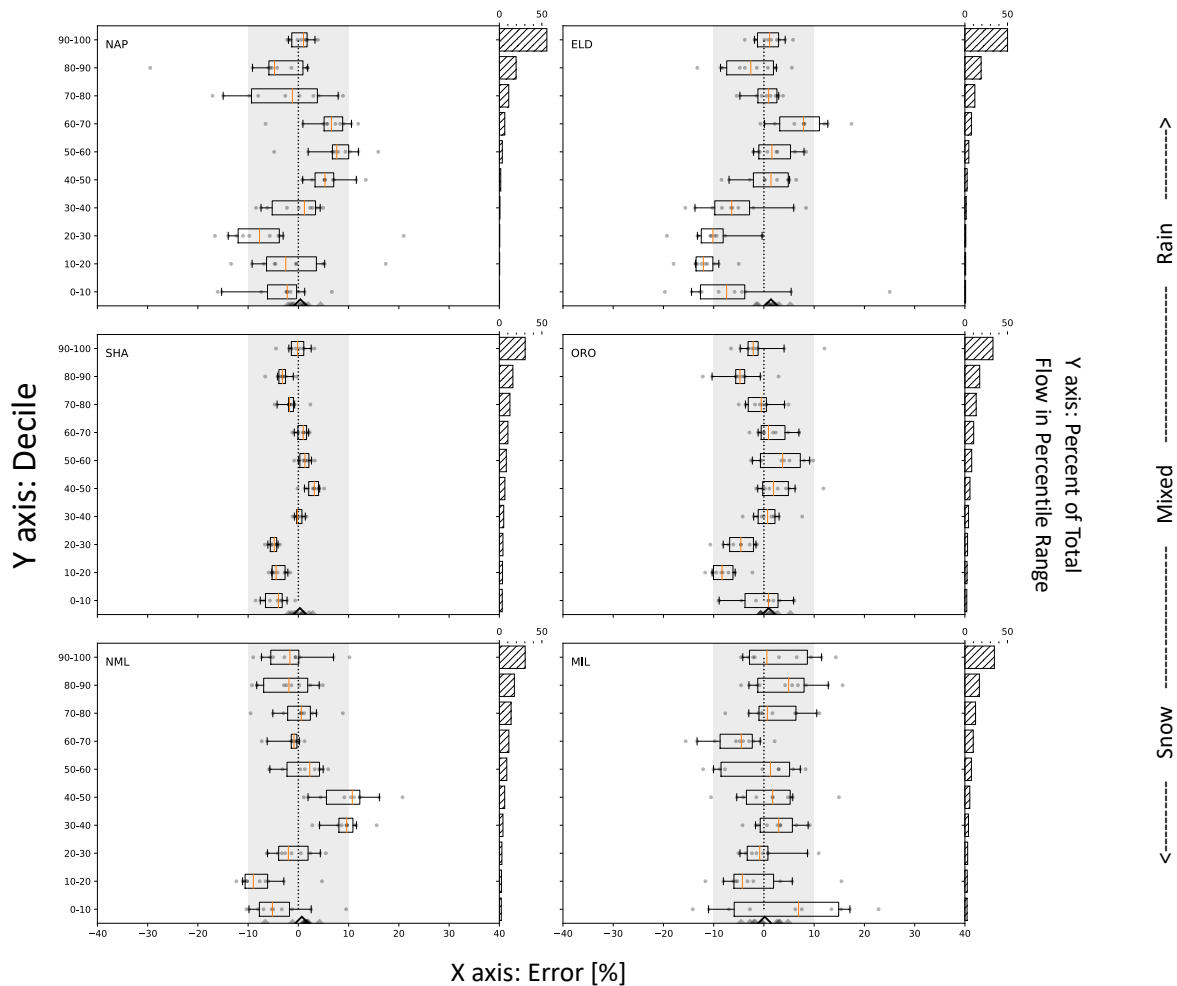 0 50
0 50
NAP
90-100
80-90
70-80
60-70
50-60
40-50
30-40
20-30
10-20
0-10
ELD
0 50
0 50
SHA
90-100
80-90
70-80
60-70
50-60
40-50
30-40
20-30
10-20
0-10
ORO
0 50
0 50
NML
90-100
80-90
70-80
60-70
50-60
40-50
30-40
20-30
10-20
0-10
−40 −30 −20 −10 0 10 20 30 40
MIL
−40 −30 −20 −10 0 10 20 30 40
Y axis: Decile
X axis: Error [%]
Y axis: Percent of Total
Flow in Percentile Range
<-------- Snow ---------------- Mixed ----------------- Rain -------->